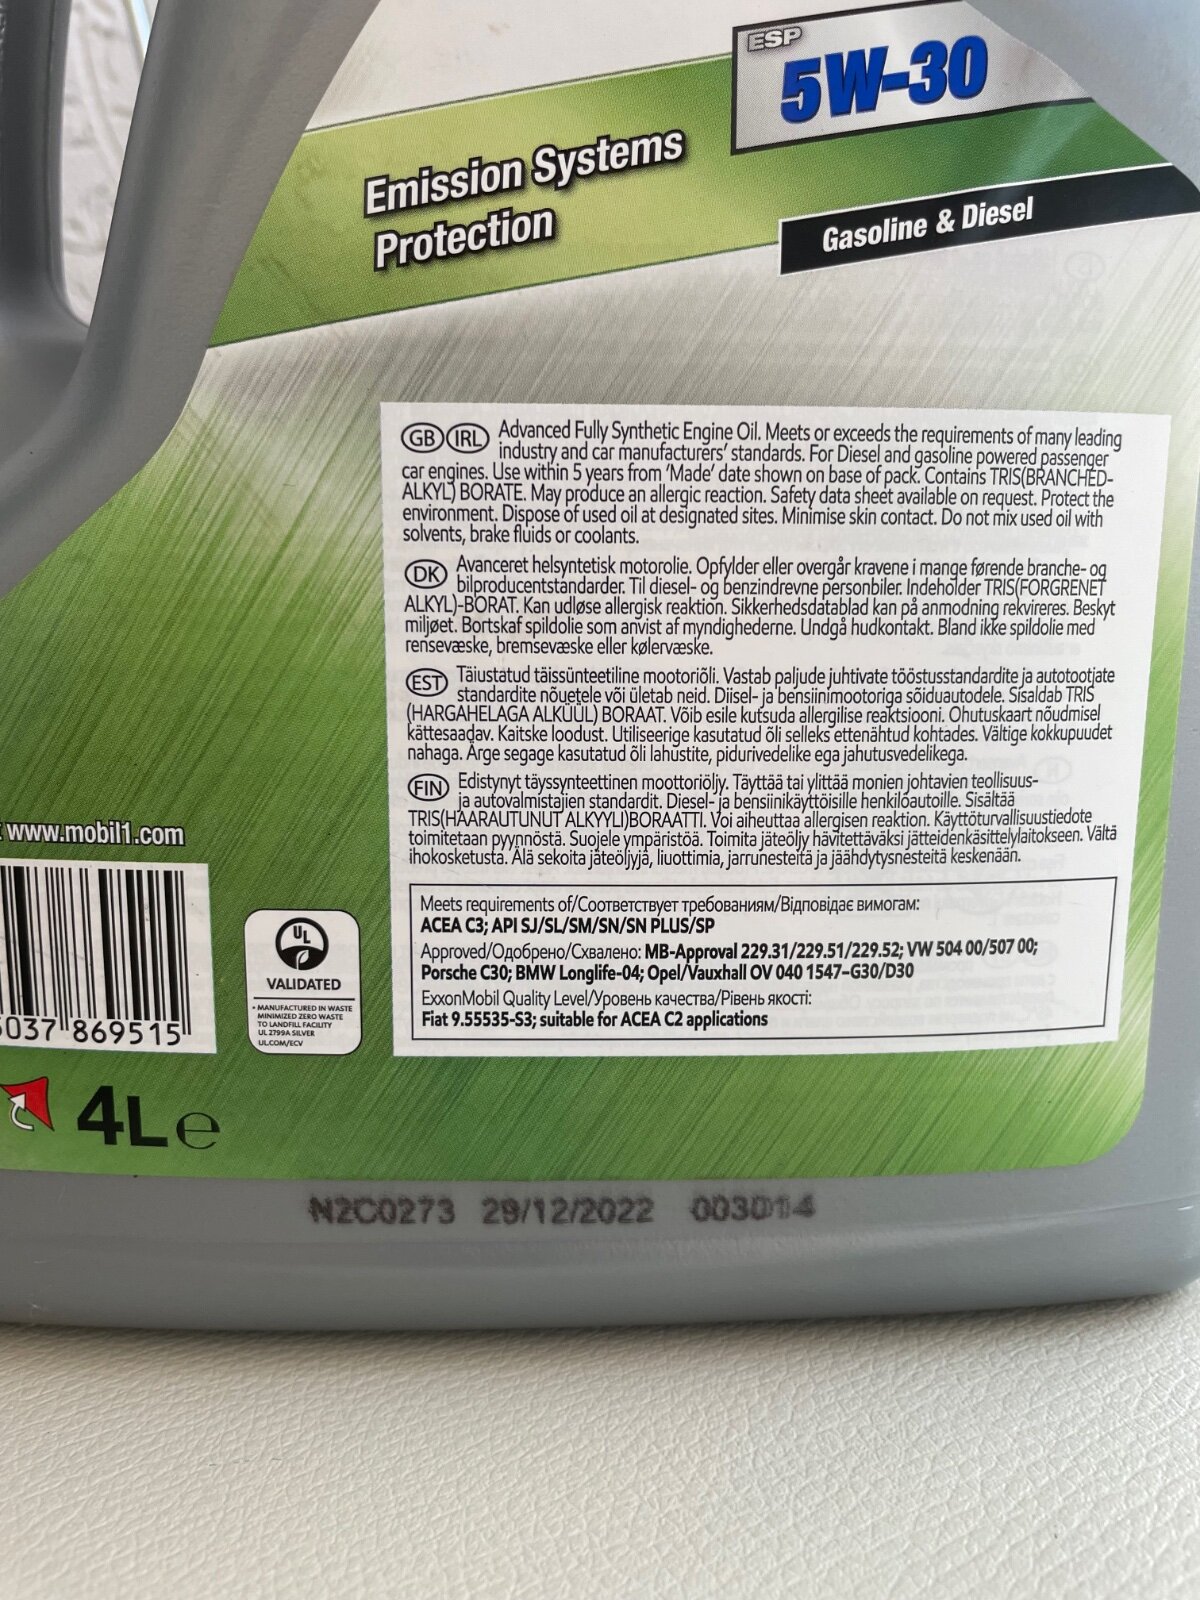 ESP
5W-30
Emission Systems
Protection
Gasoline & Diesel
GB IRL Advanced Fully Synthetic Engine Oil. Meets or exceeds the requirements of many leading
industry and car manufacturers' standards. For Diesel and gasoline powered passenger
car engines. Use within 5 years from 'Made' date shown on base of pack. Contains TRIS(BRANCHED-
ALKYL) BORATE. May produce an allergic reaction. Safety data sheet available on request. Protect the
environment. Dispose of used oil at designated sites. Minimise skin contact. Do not mix used oil with
solvents, brake fluids or coolants.
DK Avanceret helsyntetisk motorolie. Opfylder eller overgår kravene i mange førende branche- og
bilproducentstandarder. Til diesel- og benzindrevne personbiler. Indeholder TRIS(FORGRENET
ALKYL)-BORAT. Kan udløse allergisk reaktion. Sikkerhedsdatablad kan på anmodning rekvireres. Beskyt
miljøet. Bortskaf spildolie som anvist af myndighederne. Undgå hudkontakt. Bland ikke spildolie med
rensevæske, bremsevæske eller kølervæske.
EST Täiustatud täissünteetiline mootoriõli. Vastab paljude juhtivate tööstusstandardite ja autotootjate
standardite nõuetele või ületab neid. Diisel- ja bensiinimootoriga sõiduautodele. Sisaldab TRIS
(HARGAHELAGA ALKÜÜL) BORAAT. Võib esile kutsuda allergilise reaktsiooni. Ohutuskaart nõudmisel
kättesaadav. Kaitske loodust. Utiliseerige kasutatud õli selleks ettenähtud kohtades. Vältige kokkupuudet
nahaga. Ärge segage kasutatud õli lahustite, pidurivedelike ega jahutusvedelikega.
FIN Edistynyt täyssynteettinen moottoriöljy. Täyttää tai ylittää monien johtavien teollisuus-
ja autovalmistajien standardit. Diesel- ja bensiinikäyttöisille henkilöautoille. Sisältää
TRIS(HAARAUTUNUT ALKYYLI)BORAATTI. Voi aiheuttaa allergisen reaktion. Käyttöturvallisuustiedote
toimitetaan pyynnöstä. Suojele ympäristöä. Toimita jäteöljy hävitettäväksi jätteidenkäsittelylaitokseen. Vältä
ihokosketusta. Älä sekoita jäteöljyjä, liuottimia, jarrunesteitä ja jäähdytysnesteitä keskenään.
Meets requirements of/Соответствует требованиям/Відповідає вимогам:
ACEA C3; API SJ/SL/SM/SN/SN PLUS/SP
Approved/Одобрено/Схвалено: MB-Approval 229.31/229.51/229.52; VW 504 00/507 00;
Porsche C30; BMW Longlife-04; Opel/Vauxhall OV 040 1547–G30/D30
ExxonMobil Quality Level/Уровень качества/Рівень якості:
Fiat 9.55535-S3; suitable for ACEA C2 applications
www.mobil1.com
5037 869515
UL
VALIDATED
• MANUFACTURED IN WASTE
MINIMIZED ZERO WASTE
TO LANDFILL FACILITY
UL 2799A SILVER
UL.COM/ECV
4L e
N2C0273 29/12/2022 003014